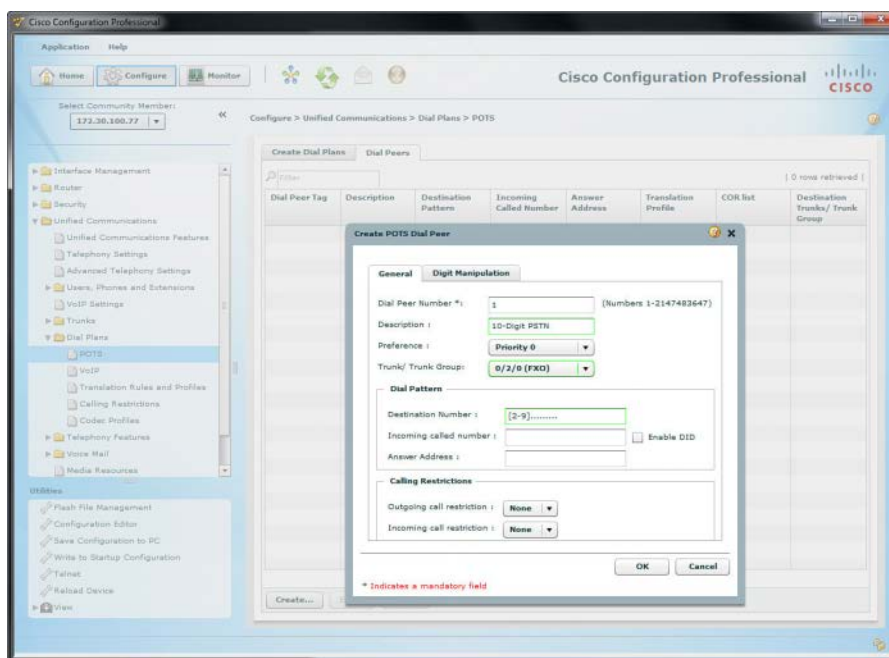 Cisco Configuration Professional
Application Help
Home Configure Monitor
Cisco Configuration Professional
CISCO
Select Community Member:
172.30.100.77
«
Configure > Unified Communications > Dial Plans > POTS
Interface Management
Router
Security
Unified Communications
Unified Communications Features
Telephony Settings
Advanced Telephony Settings
Users, Phones and Extensions
VoIP Settings
Trunks
Dial Plans
POTS
VoIP
Translation Rules and Profiles
Calling Restrictions
Codec Profiles
Telephony Features
Voice Mail
Media Resources
Utilities
Flash File Management
Configuration Editor
Save Configuration to PC
Write to Startup Configuration
Telnet
Reload Device
View
Create Dial Plans Dial Peers
Filter
[ 0 rows retrieved ]
Dial Peer Tag
Description
Destination Pattern
Incoming Called Number
Answer Address
Translation Profile
COR list
Destination Trunks/ Trunk Group
Create POTS Dial Peer
General Digit Manipulation
Dial Peer Number *: 1 (Numbers 1-2147483647)
Description : 10-Digit PSTN
Preference : Priority 0
Trunk/ Trunk Group: 0/2/0 (FXO)
Dial Pattern
Destination Number : [2-9].........
Incoming called number : Enable DID
Answer Address :
Calling Restrictions
Outgoing call restriction : None
Incoming call restriction : None
OK Cancel
* Indicates a mandatory field
Create...